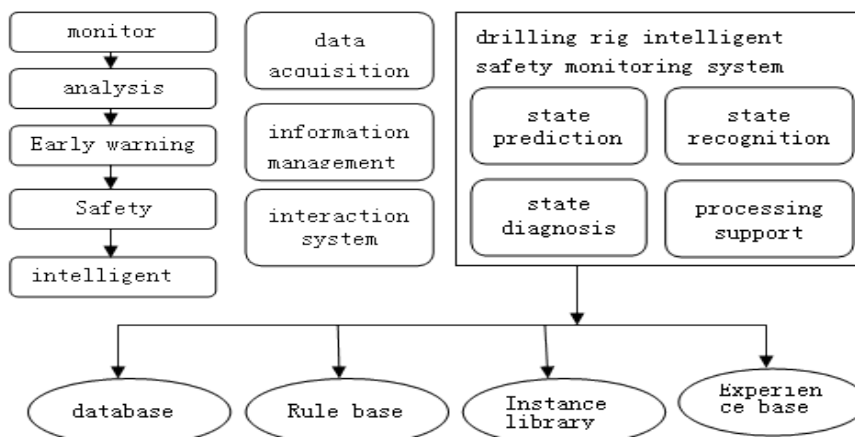 monitor
analysis
Early warning
Safety
intelligent
data
acquisition
information
management
interaction
system
drilling rig intelligent
safety monitoring system
state
prediction
state
recognition
state
diagnosis
processing
support
database
Rule base
Instance
library
Experien
ce base